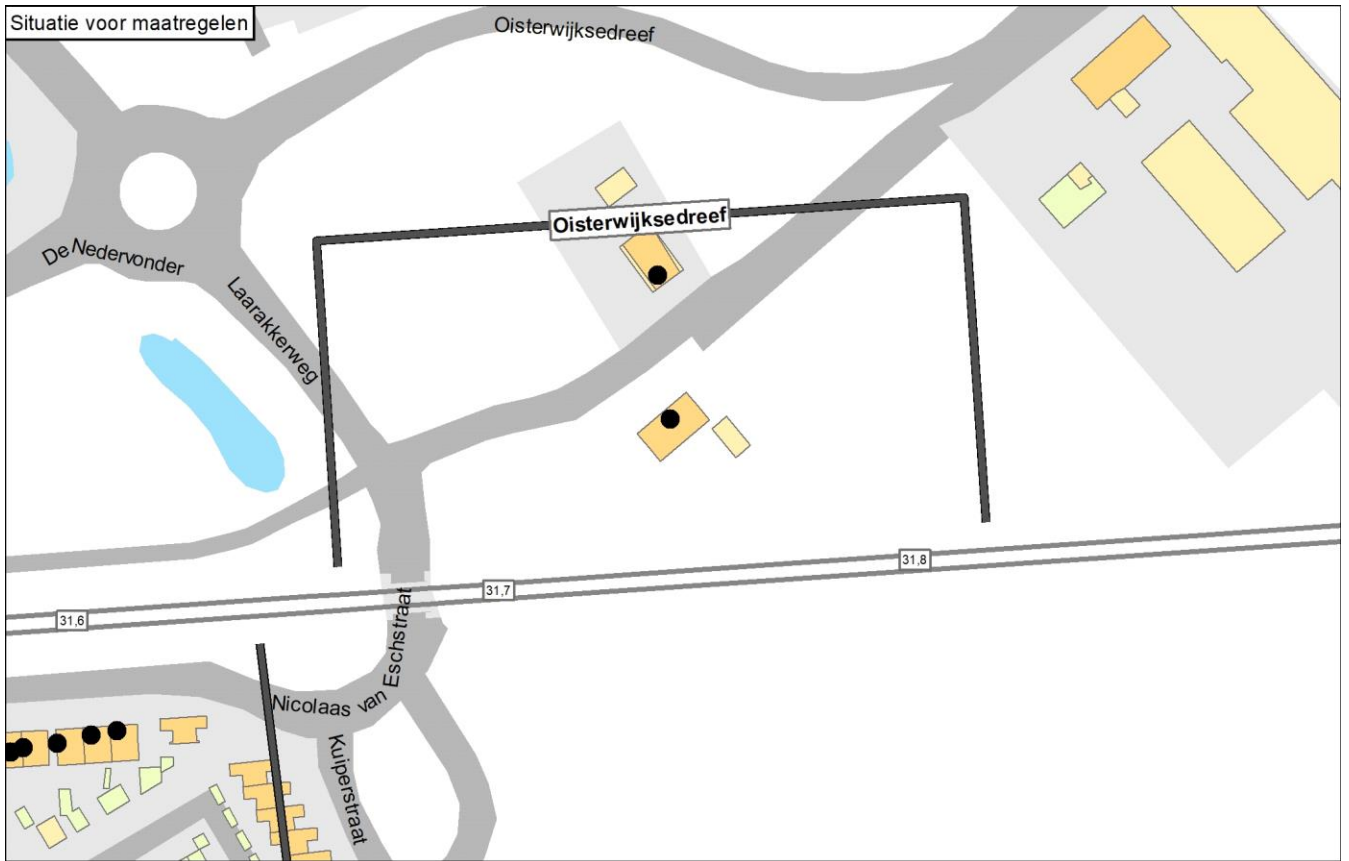 Situatie voor maatregelen
Oisterwijksedreef
Oisterwijksedreef
De Nedervonder
Laarakkerweg
31,8
31,7
31,6
Nicolaas van Eschstraat
Kuiperstraat